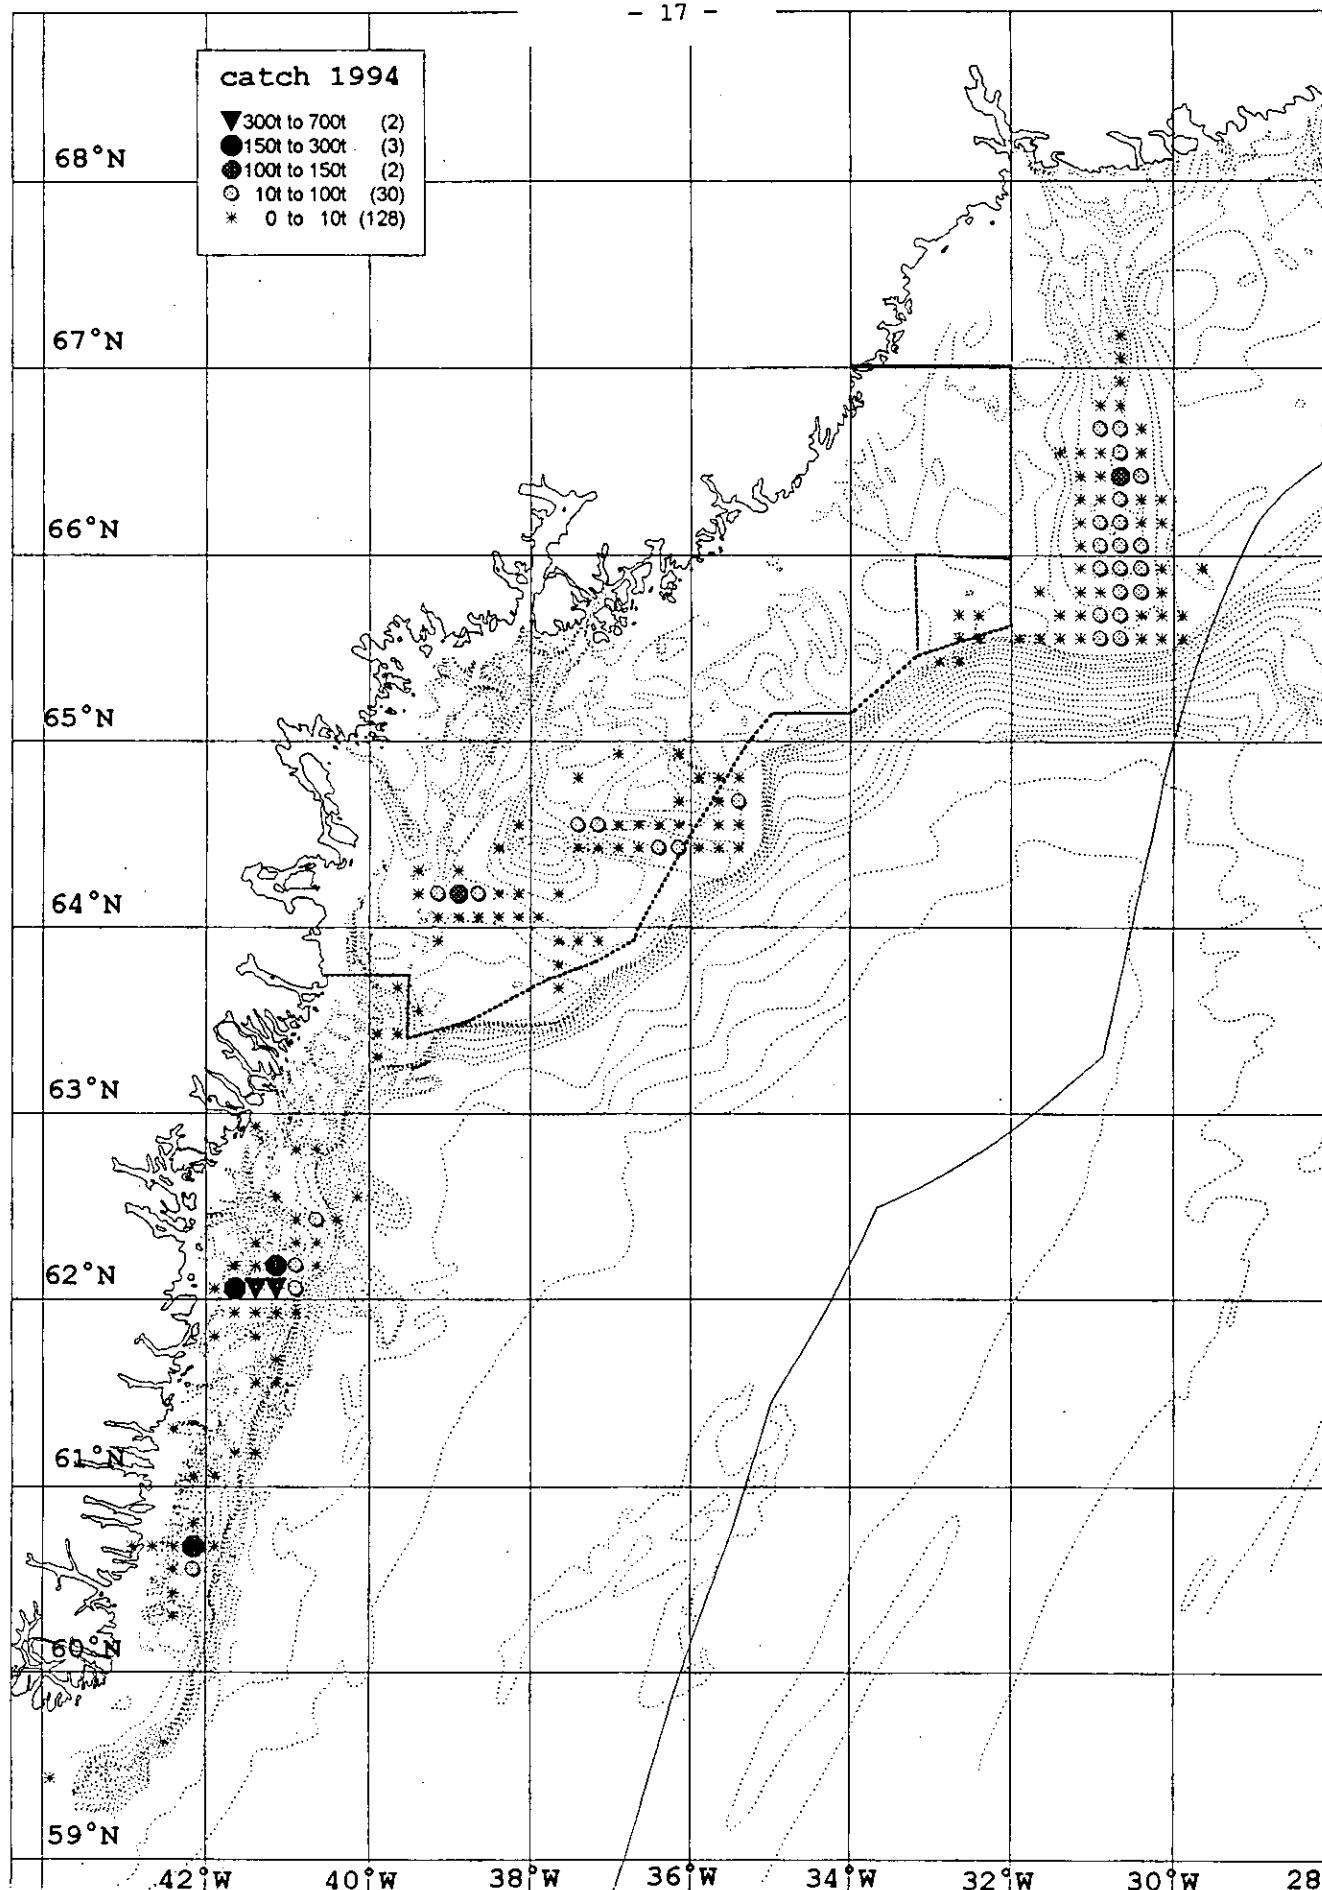 - 17 -
catch 1994
▼ 300t to 700t (2)
● 150t to 300t (3)
● 100t to 150t (2)
○ 10t to 100t (30)
* 0 to 10t (128)
68°N
67°N
66°N
65°N
64°N
63°N
62°N
61°N
60°N
59°N
42°W 40°W 38°W 36°W 34°W 32°W 30°W 28